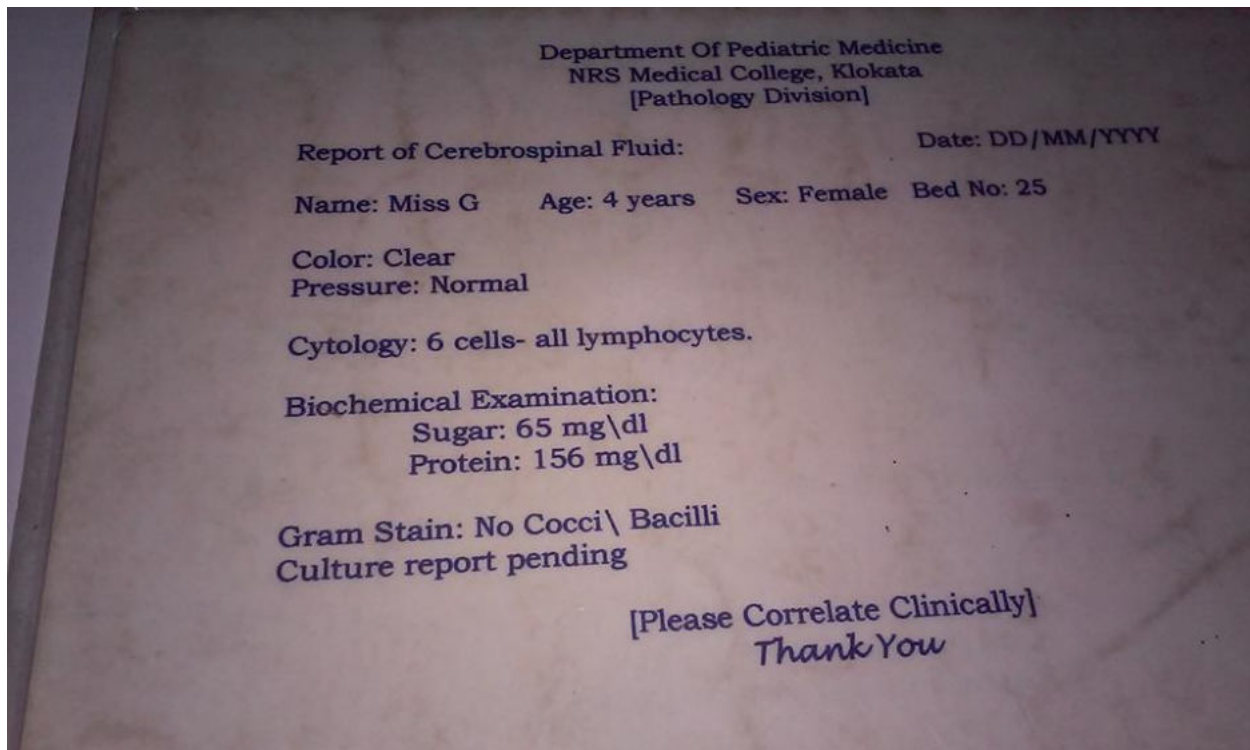 Department Of Pediatric Medicine
NRS Medical College, Klokata
[Pathology Division]
Report of Cerebrospinal Fluid: Date: DD/MM/YYYY
Name: Miss G Age: 4 years Sex: Female Bed No: 25
Color: Clear
Pressure: Normal
Cytology: 6 cells- all lymphocytes.
Biochemical Examination:
Sugar: 65 mg\dl
Protein: 156 mg\dl
Gram Stain: No Cocci\ Bacilli
Culture report pending
[Please Correlate Clinically]
Thank You